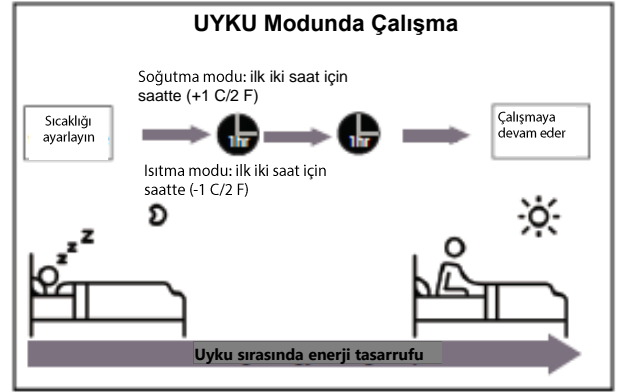 UYKU Modunda Çalışma
Soğutma modu: ilk iki saat için
saatte (+1 C/2 F)
Sıcaklığı
ayarlayın
1hr
1hr
Çalışmaya
devam eder
Isıtma modu: ilk iki saat için
saatte (-1 C/2 F)
z z Z
Uyku sırasında enerji tasarrufu